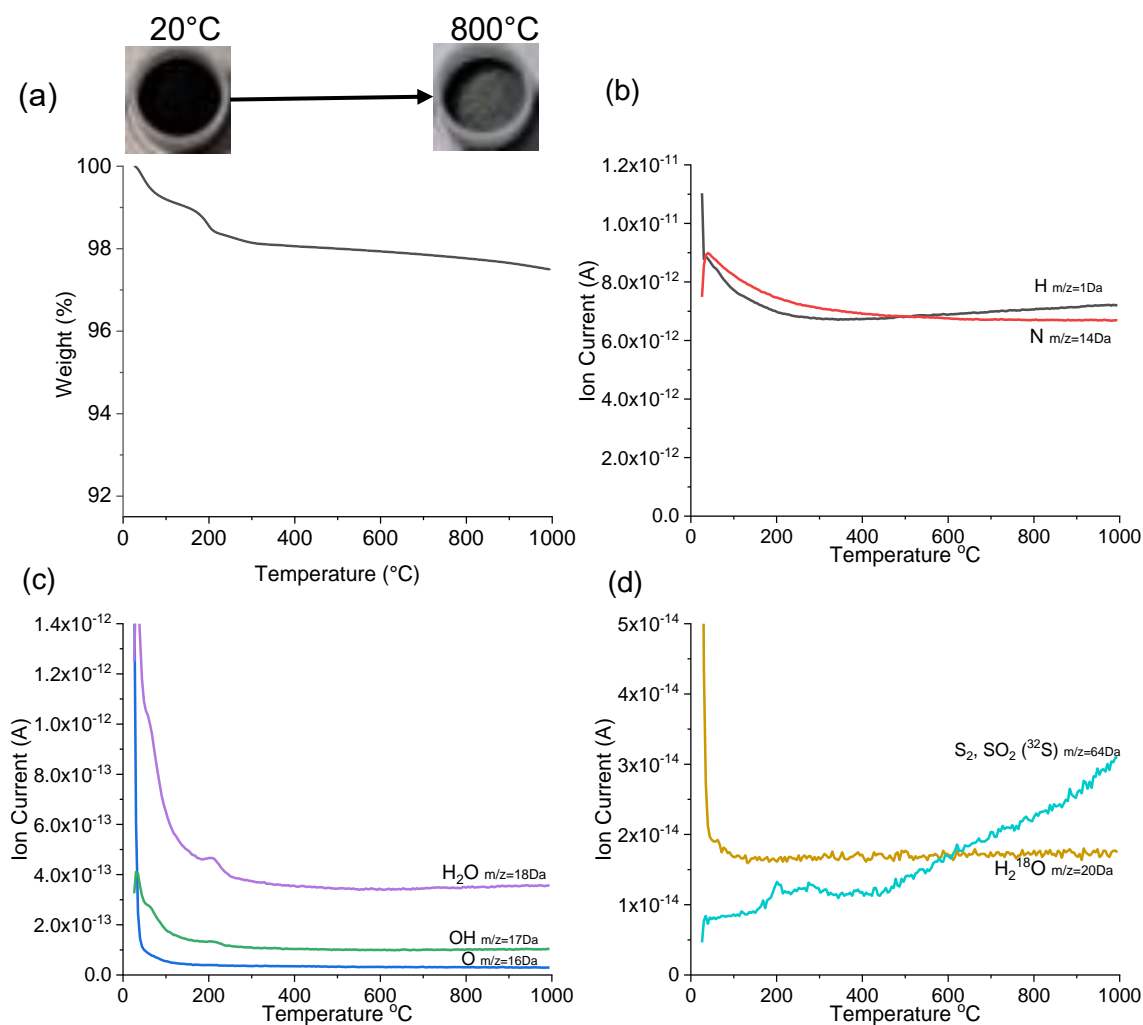 20°C
800°C
(a)
100
98
96
94
92
Weight (%)
0
200
400
600
800
1000
Temperature (°C)
(b)
1.2x10⁻¹¹
1.0x10⁻¹¹
8.0x10⁻¹²
6.0x10⁻¹²
4.0x10⁻¹²
2.0x10⁻¹²
0.0
Ion Current (A)
H m/z=1Da
N m/z=14Da
0
200
400
600
800
1000
Temperature °C
(c)
1.4x10⁻¹²
1.2x10⁻¹²
1.0x10⁻¹²
8.0x10⁻¹³
6.0x10⁻¹³
4.0x10⁻¹³
2.0x10⁻¹³
0.0
Ion Current (A)
H₂O m/z=18Da
OH m/z=17Da
O m/z=16Da
0
200
400
600
800
1000
Temperature °C
(d)
5x10⁻¹⁴
4x10⁻¹⁴
3x10⁻¹⁴
2x10⁻¹⁴
1x10⁻¹⁴
0
Ion Current (A)
S₂, SO₂ (³²S) m/z=64Da
H₂¹⁸O m/z=20Da
0
200
400
600
800
1000
Temperature °C